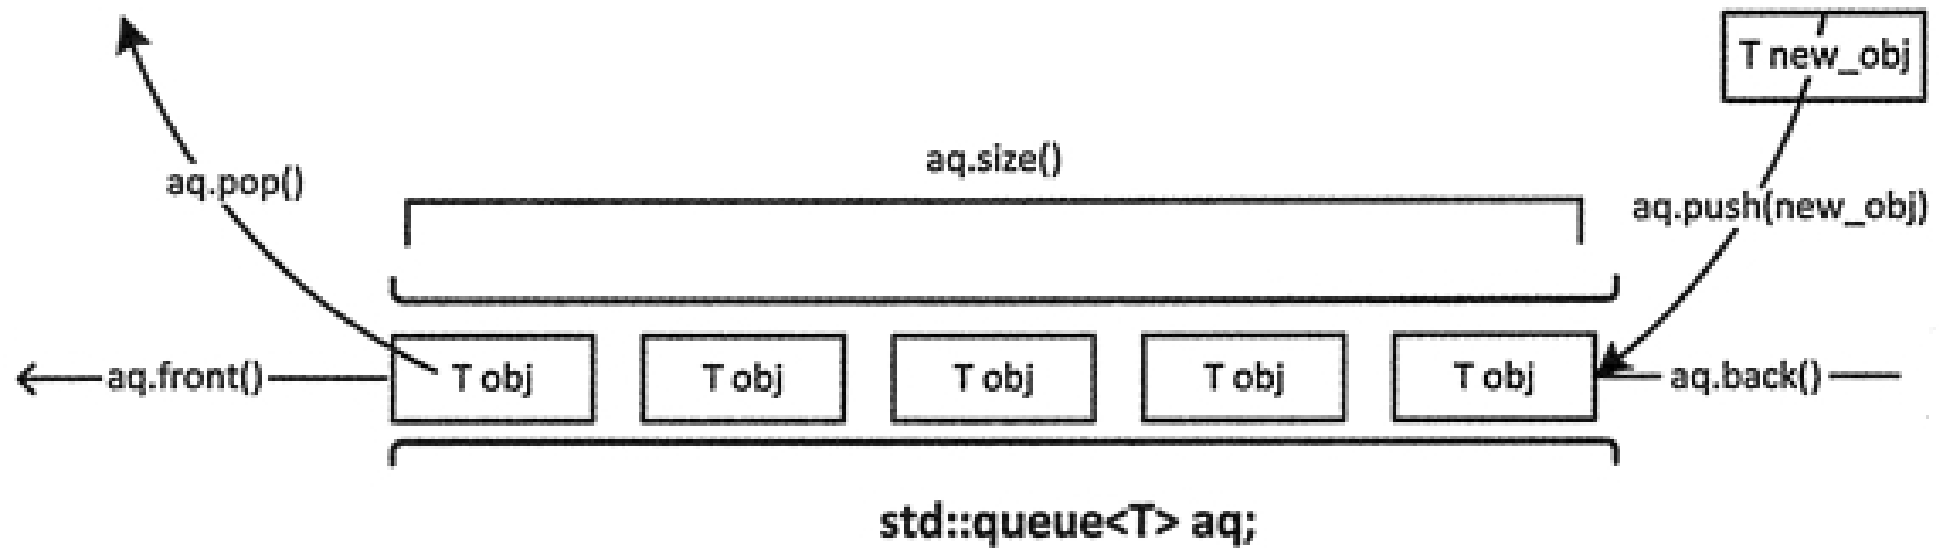 T new_obj
aq.size()
aq.pop()
aq.push(new_obj)
aq.front() T obj T obj T obj T obj T obj aq.back()
std::queue<T> aq;